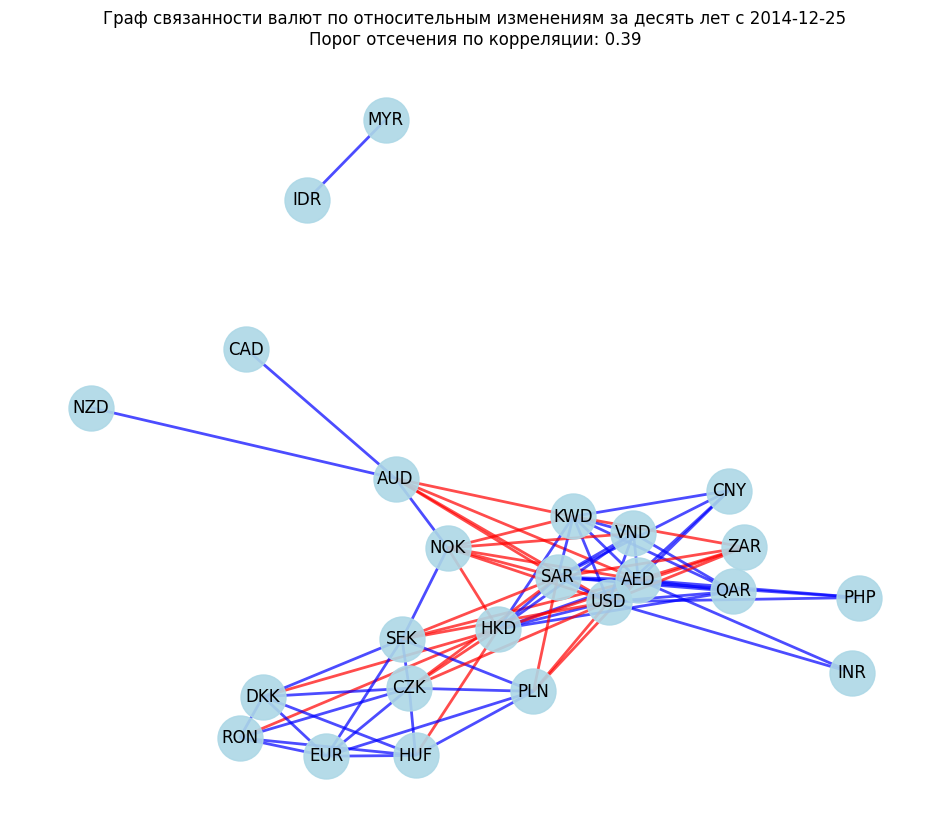 Граф связанности валют по относительным изменениям за десять лет с 2014-12-25
Порог отсечения по корреляции: 0.39
MYR
IDR
CAD
NZD
AUD
CNY
KWD
VND
NOK
ZAR
SAR
AED
QAR
USD
PHP
HKD
SEK
INR
CZK
PLN
DKK
RON
EUR
HUF